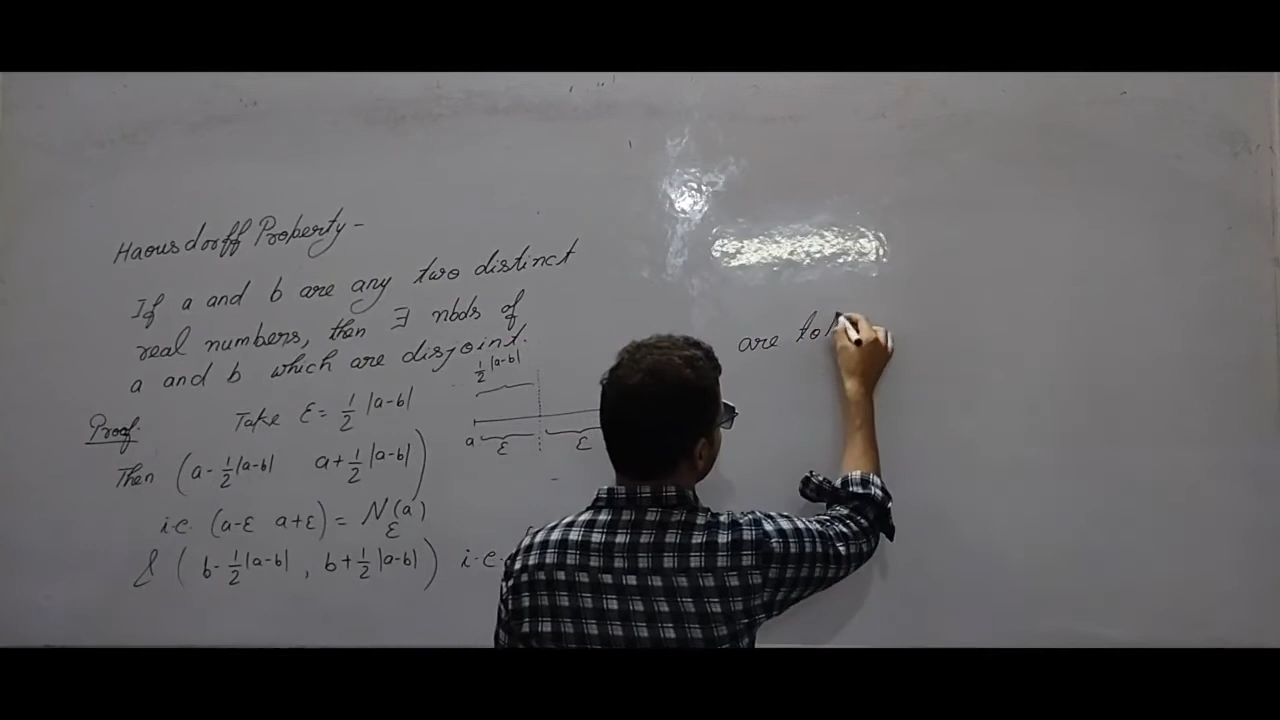 Haousdorff Property -
If a and b are any two distinct
real numbers, then ∃ nbds of
a and b which are disjoint.
1/2 |a-b|
Proof. Take ε = 1/2 |a-b|
a ε ε
Then (a - 1/2 |a-b| a + 1/2 |a-b|)
i.e. (a-ε a+ε) = N_ε(a)
& (b - 1/2 |a-b| , b + 1/2 |a-b|) i.e.
are